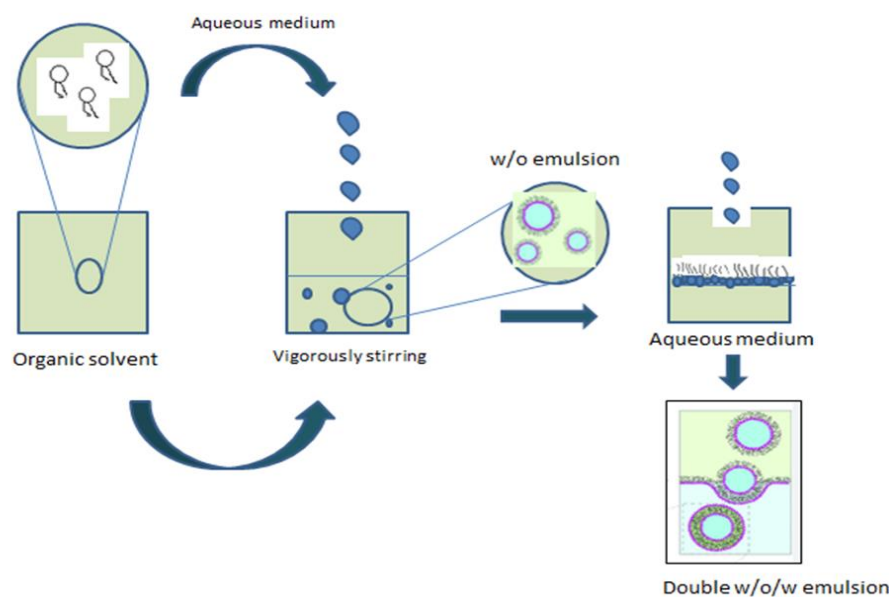 Aqueous medium
w/o emulsion
Organic solvent
Vigorously stirring
Aqueous medium
Double w/o/w emulsion